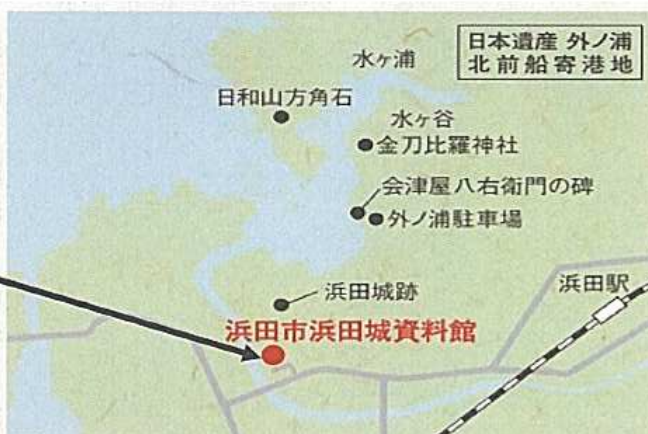 日本遺産 外ノ浦
北前船寄港地
水ヶ浦
日和山方角石
水ヶ谷
金刀比羅神社
会津屋八右衛門の碑
外ノ浦駐車場
浜田駅
浜田城跡
浜田市浜田城資料館